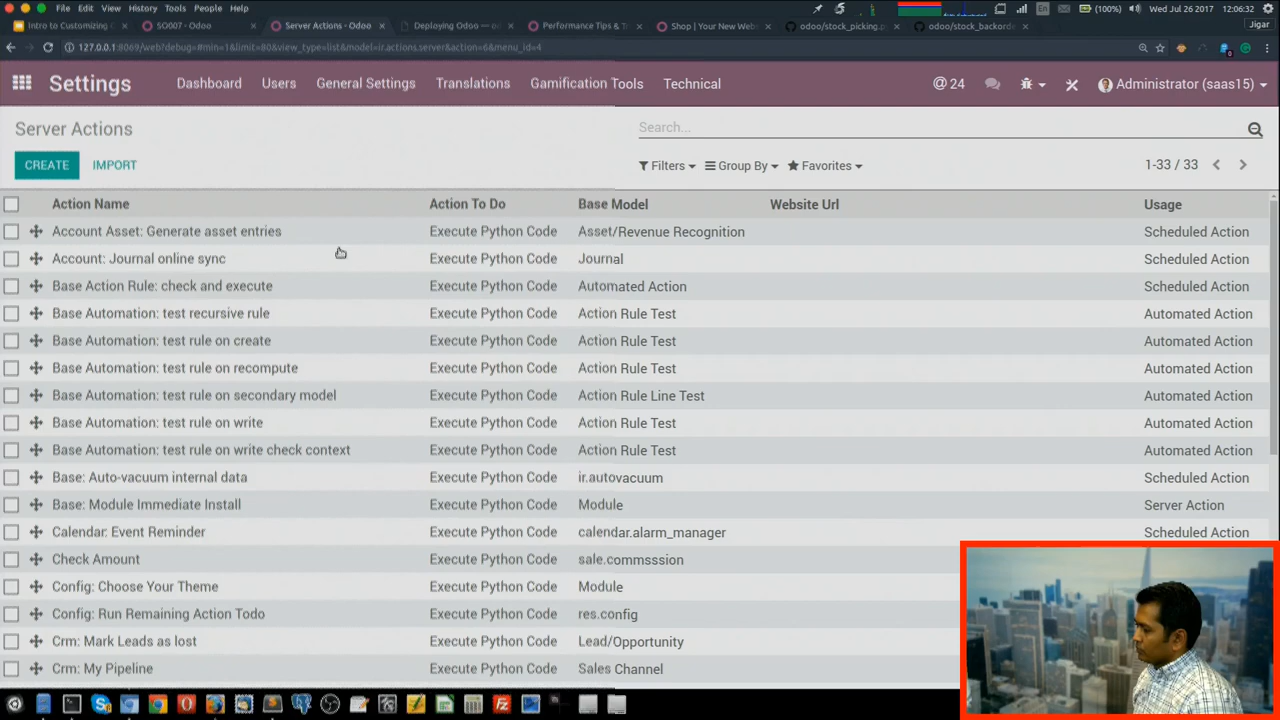 File Edit View History Bookmarks Tools People Help
En (100%) Wed Jul 26 2017 12:06:32
Intro to Customizing SO007 - Odoo Server Actions - Odoo Deploying Odoo — Performance Tips & T Shop | Your New Web odoo/stock_picking.p odoo/stock_backord Jigar
127.0.0.1:8069/web?debug=#min=1&limit=80&view_type=list&model=ir.actions.server&action=6&menu_id=4
Settings Dashboard Users General Settings Translations Gamification Tools Technical @ 24 Administrator (saas15)
Server Actions Search...
CREATE IMPORT Filters Group By Favorites 1-33 / 33
Action Name Action To Do Base Model Website Url Usage
Account Asset: Generate asset entries Execute Python Code Asset/Revenue Recognition Scheduled Action
Account: Journal online sync Execute Python Code Journal Scheduled Action
Base Action Rule: check and execute Execute Python Code Automated Action Scheduled Action
Base Automation: test recursive rule Execute Python Code Action Rule Test Automated Action
Base Automation: test rule on create Execute Python Code Action Rule Test Automated Action
Base Automation: test rule on recompute Execute Python Code Action Rule Test Automated Action
Base Automation: test rule on secondary model Execute Python Code Action Rule Line Test Automated Action
Base Automation: test rule on write Execute Python Code Action Rule Test Automated Action
Base Automation: test rule on write check context Execute Python Code Action Rule Test Automated Action
Base: Auto-vacuum internal data Execute Python Code ir.autovacuum Scheduled Action
Base: Module Immediate Install Execute Python Code Module Server Action
Calendar: Event Reminder Execute Python Code calendar.alarm_manager Scheduled Action
Check Amount Execute Python Code sale.commsssion
Config: Choose Your Theme Execute Python Code Module
Config: Run Remaining Action Todo Execute Python Code res.config
Crm: Mark Leads as lost Execute Python Code Lead/Opportunity
Crm: My Pipeline Execute Python Code Sales Channel